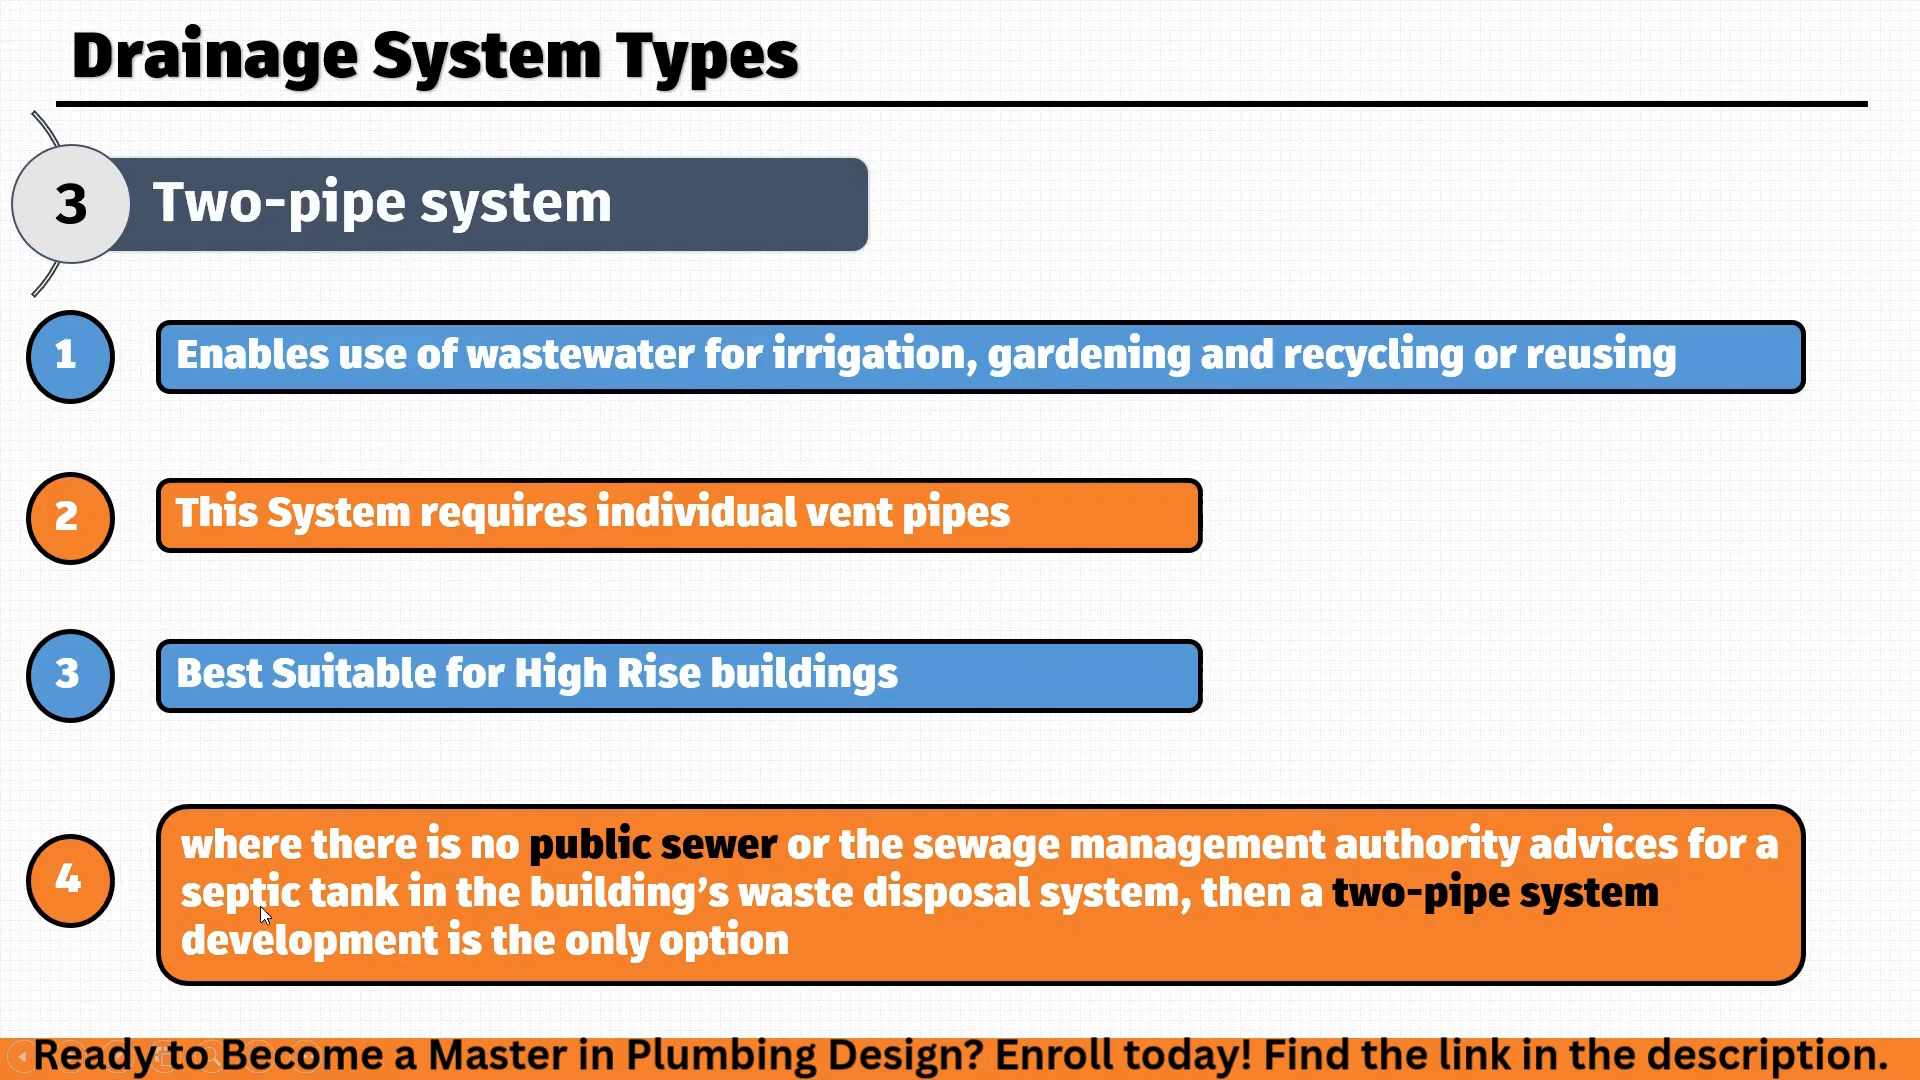 Drainage System Types
3
Two-pipe system
1
Enables use of wastewater for irrigation, gardening and recycling or reusing
2
This System requires individual vent pipes
3
Best Suitable for High Rise buildings
4
where there is no public sewer or the sewage management authority advices for a
septic tank in the building’s waste disposal system, then a two-pipe system
development is the only option
Ready to Become a Master in Plumbing Design? Enroll today! Find the link in the description.